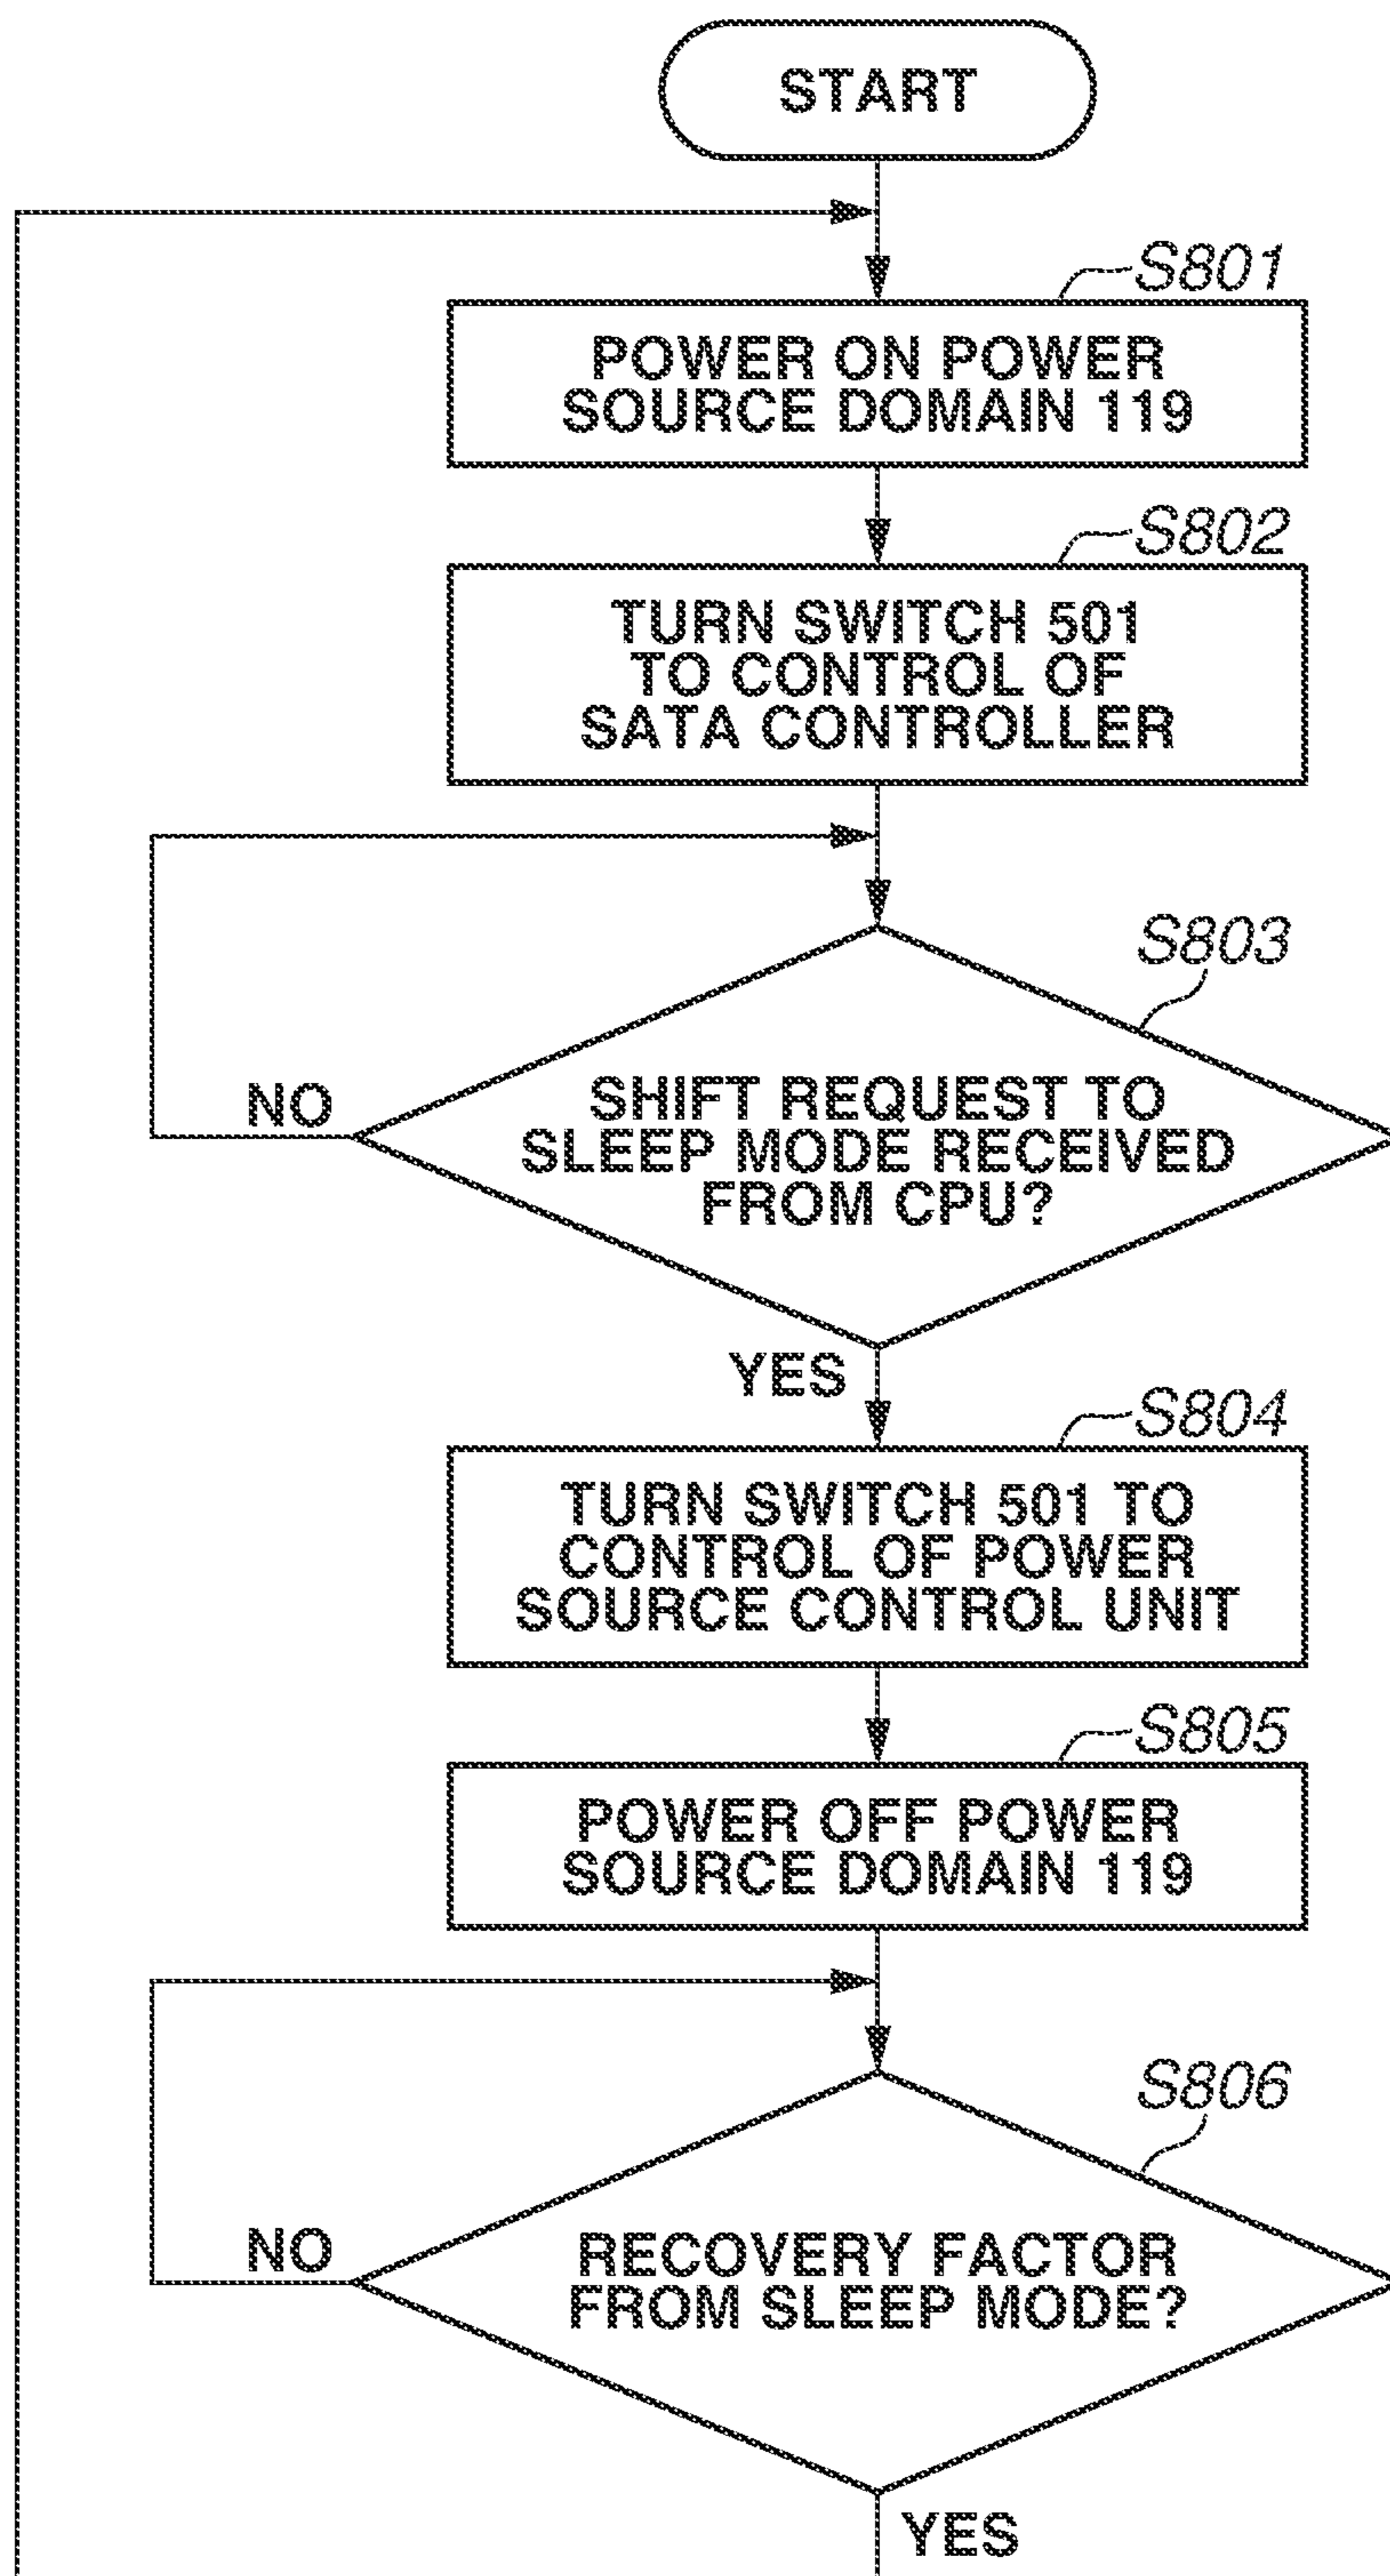 START
S801
POWER ON POWER
SOURCE DOMAIN 119
S802
TURN SWITCH 501
TO CONTROL OF
SATA CONTROLLER
S803
NO
SHIFT REQUEST TO
SLEEP MODE RECEIVED
FROM CPU?
YES
S804
TURN SWITCH 501 TO
CONTROL OF POWER
SOURCE CONTROL UNIT
S805
POWER OFF POWER
SOURCE DOMAIN 119
S806
NO
RECOVERY FACTOR
FROM SLEEP MODE?
YES